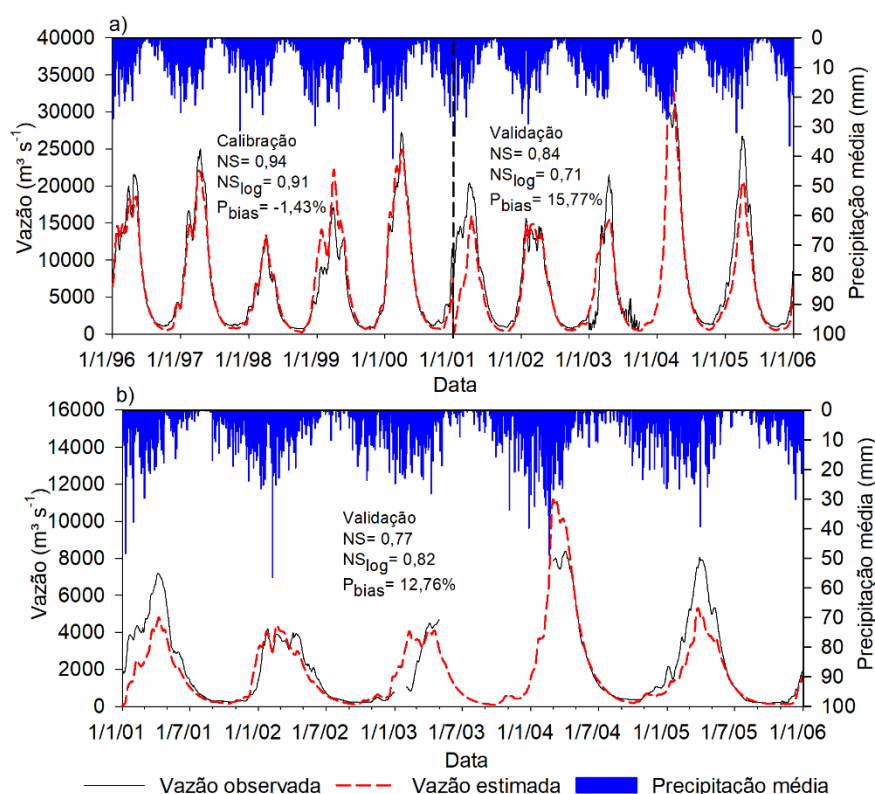 a)
40000
35000
30000
25000
20000
15000
10000
5000
0
Vazão (m³ s⁻¹)
Calibração
NS= 0,94
NSlog= 0,91
Pbias= -1,43%
Validação
NS= 0,84
NSlog= 0,71
Pbias= 15,77%
0
10
20
30
40
50
60
70
80
90
100
Precipitação média (mm)
1/1/96 1/1/97 1/1/98 1/1/99 1/1/00 1/1/01 1/1/02 1/1/03 1/1/04 1/1/05 1/1/06
Data
b)
16000
14000
12000
10000
8000
6000
4000
2000
0
Vazão (m³ s⁻¹)
Validação
NS= 0,77
NSlog= 0,82
Pbias= 12,76%
0
10
20
30
40
50
60
70
80
90
100
Precipitação média (mm)
1/1/01 1/7/01 1/1/02 1/7/02 1/1/03 1/7/03 1/1/04 1/7/04 1/1/05 1/7/05 1/1/06
Data
Vazão observada Vazão estimada Precipitação média